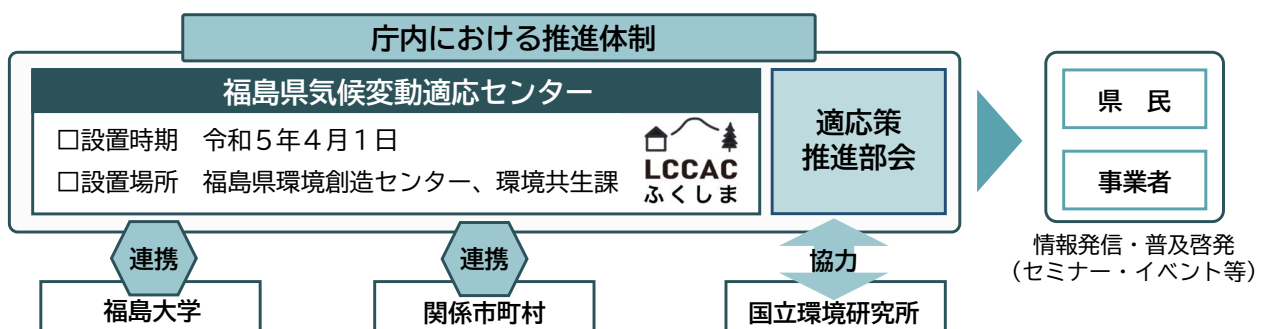 庁内における推進体制
福島県気候変動適応センター
□設置時期　令和５年４月１日
□設置場所　福島県環境創造センター、環境共生課
LCCAC
ふくしま
適応策
推進部会
県　民
事業者
情報発信・普及啓発
（セミナー・イベント等）
連携
連携
協力
福島大学
関係市町村
国立環境研究所